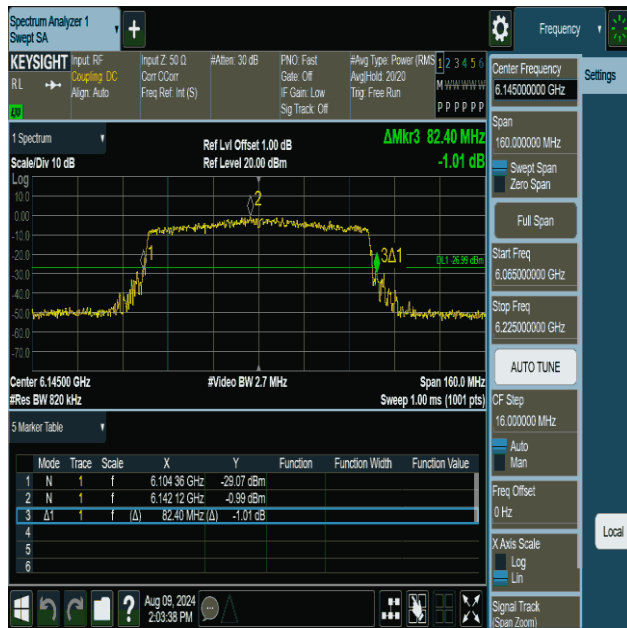 Spectrum Analyzer 1
Swept SA
+
Frequency
KEYSIGHT
RL
Input: RF
Coupling: DC
Align: Auto
Input Z: 50 Ω
Corr CCorr
Freq Ref: Int (S)
#Atten: 30 dB
PNO: Fast
Gate: Off
IF Gain: Low
Sig Track: Off
#Avg Type: Power (RMS
Avg|Hold: 20/20
Trig: Free Run
1 2 3 4 5 6
M W W W W W
P P P P P P
1 Spectrum
Scale/Div 10 dB
Log
Ref Lvl Offset 1.00 dB
Ref Level 20.00 dBm
ΔMkr3 82.40 MHz
-1.01 dB
10.0
0.00
-10.0
-20.0
-30.0
-40.0
-50.0
-60.0
-70.0
2
1
3Δ1
DL1 -26.99 dBm
Center 6.14500 GHz
#Res BW 820 kHz
#Video BW 2.7 MHz
Span 160.0 MHz
Sweep 1.00 ms (1001 pts)
5 Marker Table
Mode Trace Scale X Y Function Function Width Function Value
1 N 1 f 6.104 36 GHz -29.07 dBm
2 N 1 f 6.142 12 GHz -0.99 dBm
3 Δ1 1 f (Δ) 82.40 MHz (Δ) -1.01 dB
4
5
6
Aug 09, 2024
2:03:38 PM
Center Frequency
6.145000000 GHz
Settings
Span
160.000000 MHz
Swept Span
Zero Span
Full Span
Start Freq
6.065000000 GHz
Stop Freq
6.225000000 GHz
AUTO TUNE
CF Step
16.000000 MHz
Auto
Man
Freq Offset
0 Hz
Local
X Axis Scale
Log
Lin
Signal Track
(Span Zoom)